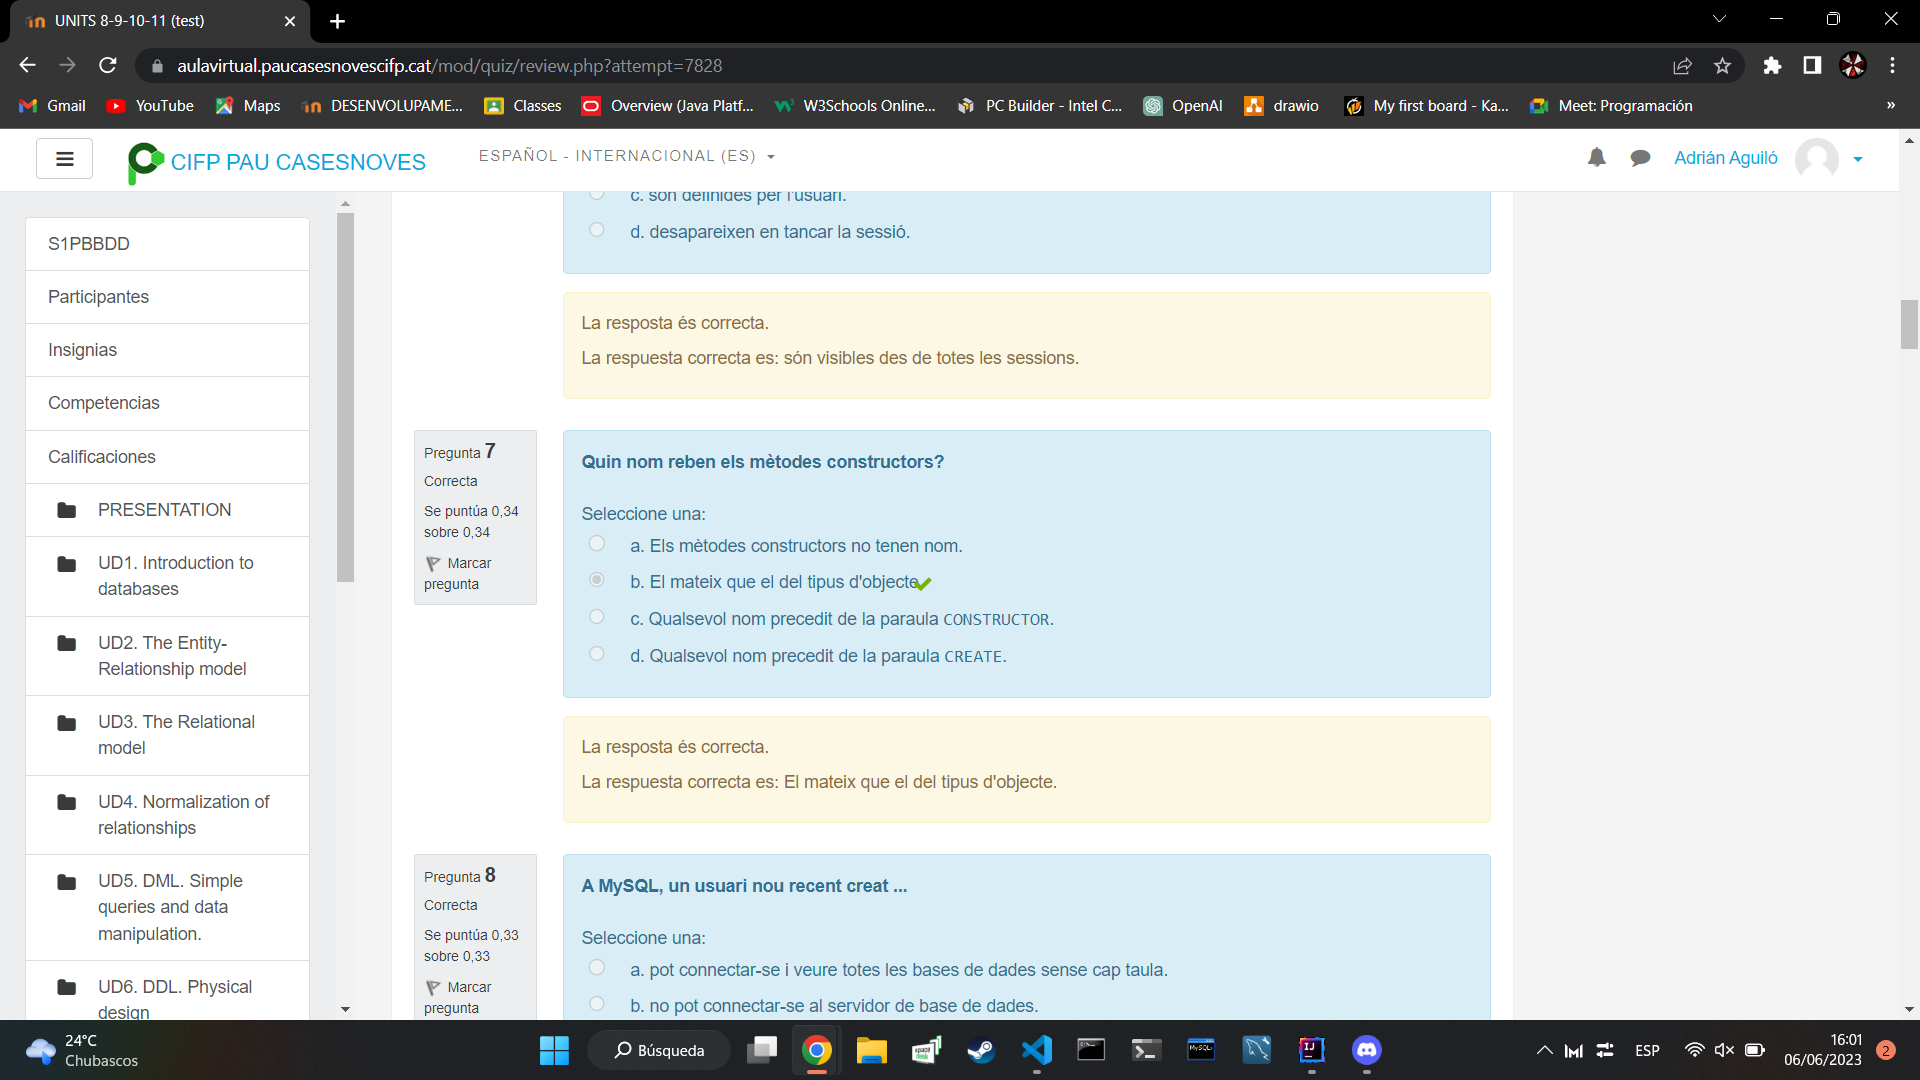 UNITS 8-9-10-11 (test)
aulavirtual.paucasesnovescifp.cat/mod/quiz/review.php?attempt=7828
Gmail YouTube Maps DESENVOLUPAME... Classes Overview (Java Platf... W3Schools Online... PC Builder - Intel C... OpenAI drawio My first board - Ka... Meet: Programación »
CIFP PAU CASESNOVES ESPAÑOL - INTERNACIONAL (ES) Adrián Aguiló
S1PBBDD
Participantes
Insignias
Competencias
Calificaciones
PRESENTATION
UD1. Introduction to
databases
UD2. The Entity-
Relationship model
UD3. The Relational
model
UD4. Normalization of
relationships
UD5. DML. Simple
queries and data
manipulation.
UD6. DDL. Physical
design
c. són definides per l'usuari.
d. desapareixen en tancar la sessió.
La resposta és correcta.
La respuesta correcta es: són visibles des de totes les sessions.
Pregunta 7
Correcta
Se puntúa 0,34
sobre 0,34
Marcar
pregunta
Quin nom reben els mètodes constructors?
Seleccione una:
a. Els mètodes constructors no tenen nom.
b. El mateix que el del tipus d'objecte
c. Qualsevol nom precedit de la paraula CONSTRUCTOR.
d. Qualsevol nom precedit de la paraula CREATE.
La resposta és correcta.
La respuesta correcta es: El mateix que el del tipus d'objecte.
Pregunta 8
Correcta
Se puntúa 0,33
sobre 0,33
Marcar
pregunta
A MySQL, un usuari nou recent creat ...
Seleccione una:
a. pot connectar-se i veure totes les bases de dades sense cap taula.
b. no pot connectar-se al servidor de base de dades.
24°C
Chubascos
Búsqueda
ESP
16:01
06/06/2023
2